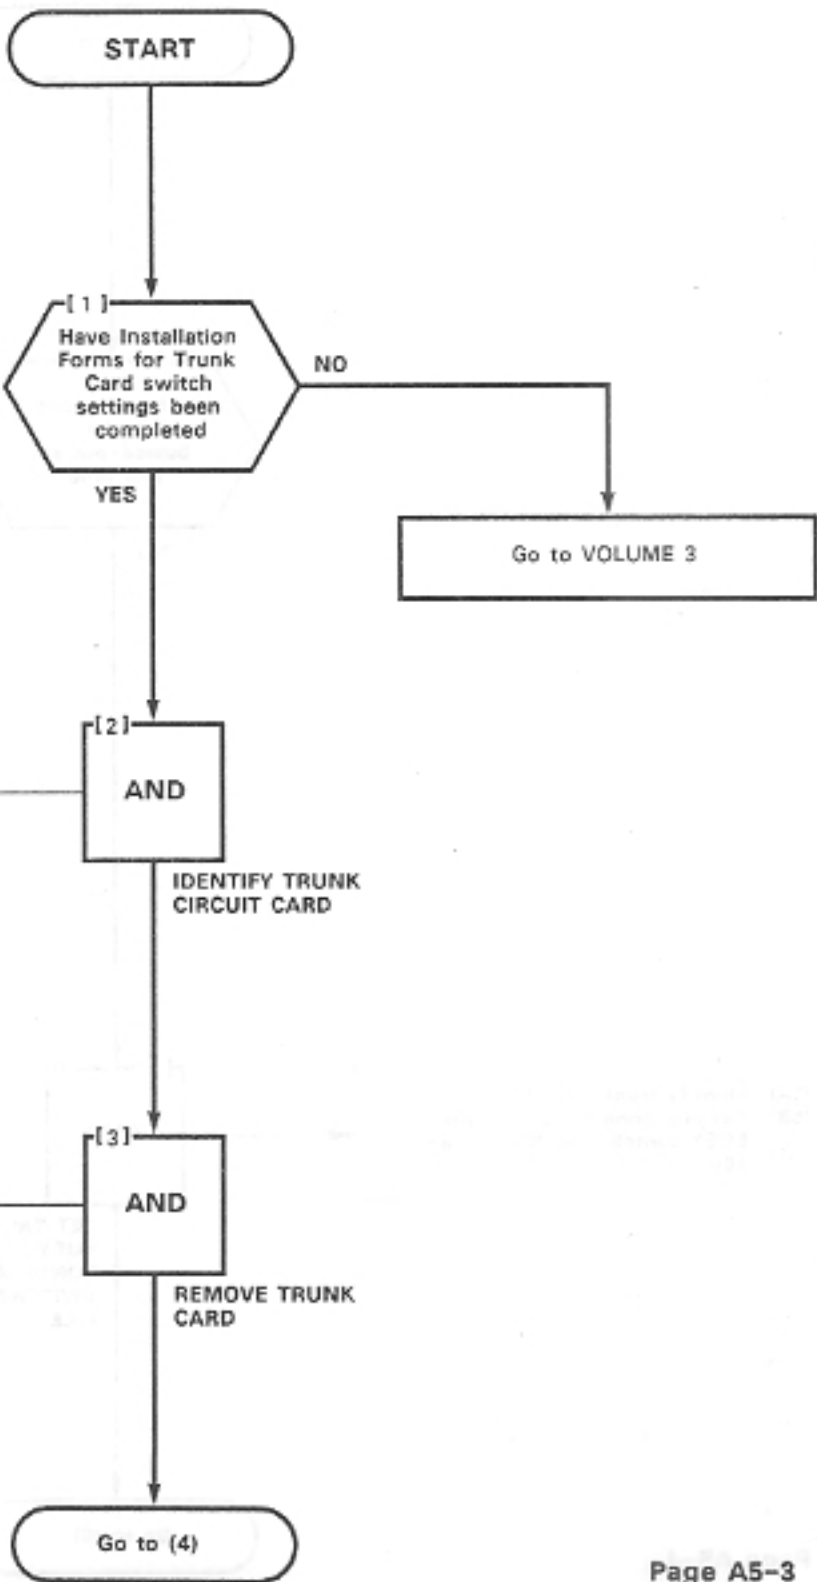 START
[1]
Have Installation
Forms for Trunk
Card switch
settings been
completed
NO
YES
Go to VOLUME 3
[2]
AND
IDENTIFY TRUNK
CIRCUIT CARD
[3]
AND
REMOVE TRUNK
CARD
Go to (4)
Page A5-3